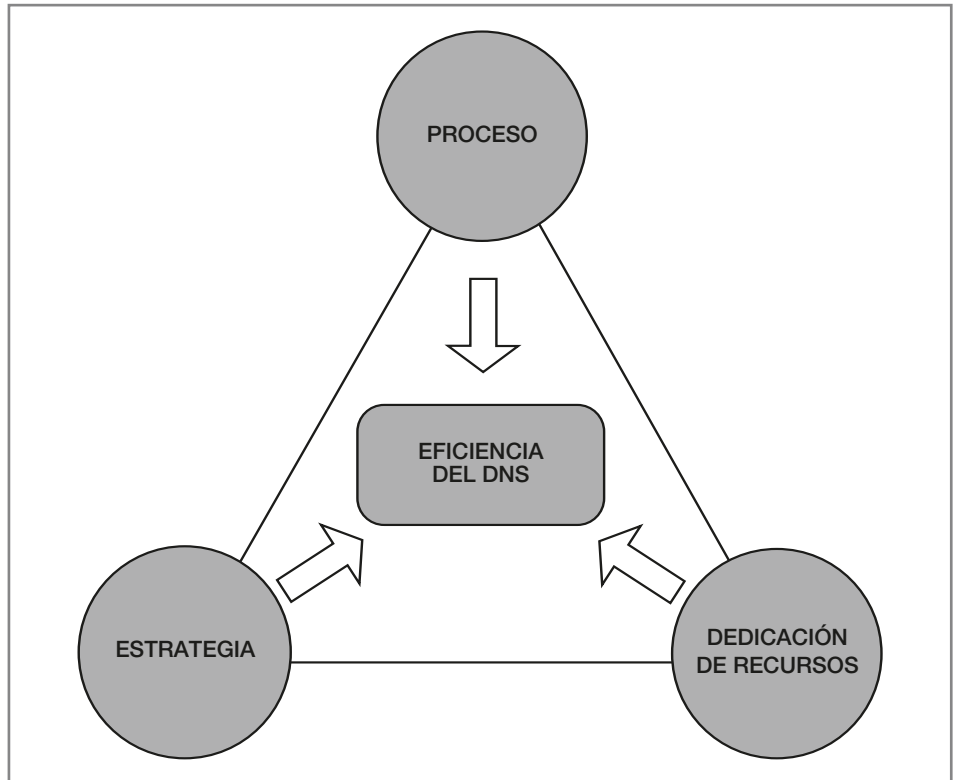 PROCESO
EFICIENCIA
DEL DNS
ESTRATEGIA
DEDICACIÓN
DE RECURSOS